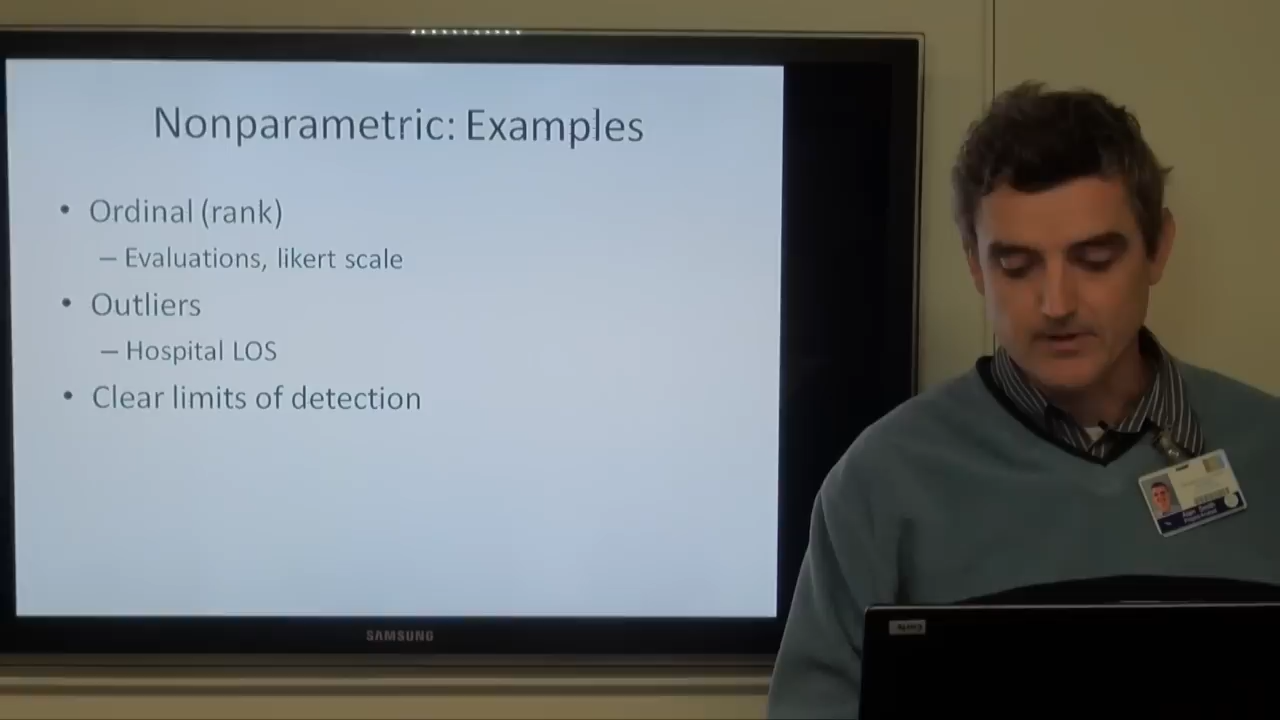 Nonparametric: Examples
• Ordinal (rank)
– Evaluations, likert scale
• Outliers
– Hospital LOS
• Clear limits of detection
SAMSUNG